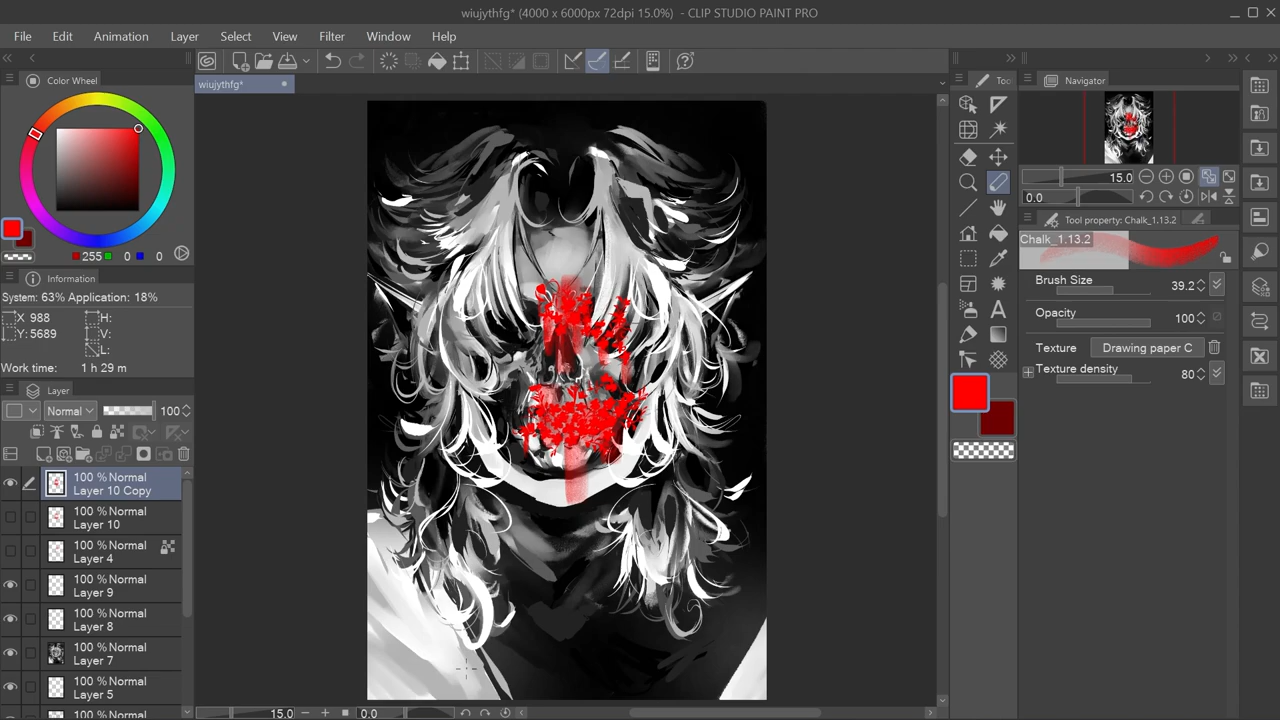 wiujythfg* (4000 x 6000px 72dpi 15.0%)  - CLIP STUDIO PAINT PRO
File Edit Animation Layer Select View Filter Window Help
Color Wheel
wiujythfg*
Too
Navigator
15.0
0.0
Tool property: Chalk_1.13.2
Chalk_1.13.2
255 0 0
Information
System: 63% Application: 18%
X 988 H:
Y: 5689 V:
L:
Work time: 1 h 29 m
Brush Size 39.2
Opacity 100
Texture Drawing paper C
Texture density 80
Layer
Normal 100
100 % Normal
Layer 10 Copy
100 % Normal
Layer 10
100 % Normal
Layer 4
100 % Normal
Layer 9
100 % Normal
Layer 8
100 % Normal
Layer 7
100 % Normal
Layer 5
100 % Normal
15.0 0.0